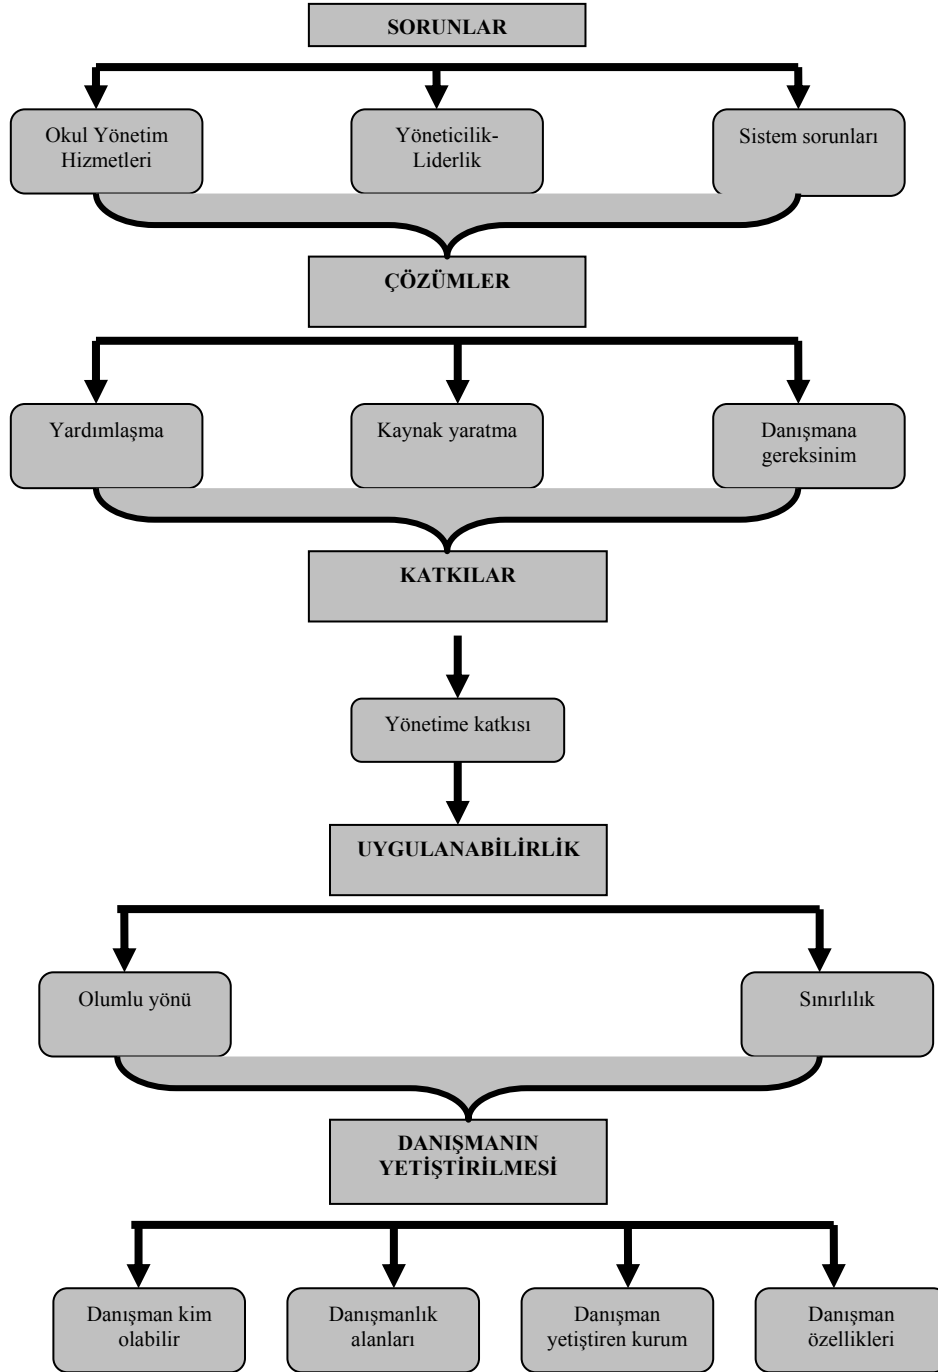 SORUNLAR
Okul Yönetim
Hizmetleri
Yöneticilik-
Liderlik
Sistem sorunları
ÇÖZÜMLER
Yardımlaşma
Kaynak yaratma
Danışmana
gereksinim
KATKILAR
Yönetime katkısı
UYGULANABİLİRLİK
Olumlu yönü
Sınırlılık
DANIŞMANIN
YETİŞTİRİLMESİ
Danışman kim
olabilir
Danışmanlık
alanları
Danışman
yetiştiren kurum
Danışman
özellikleri